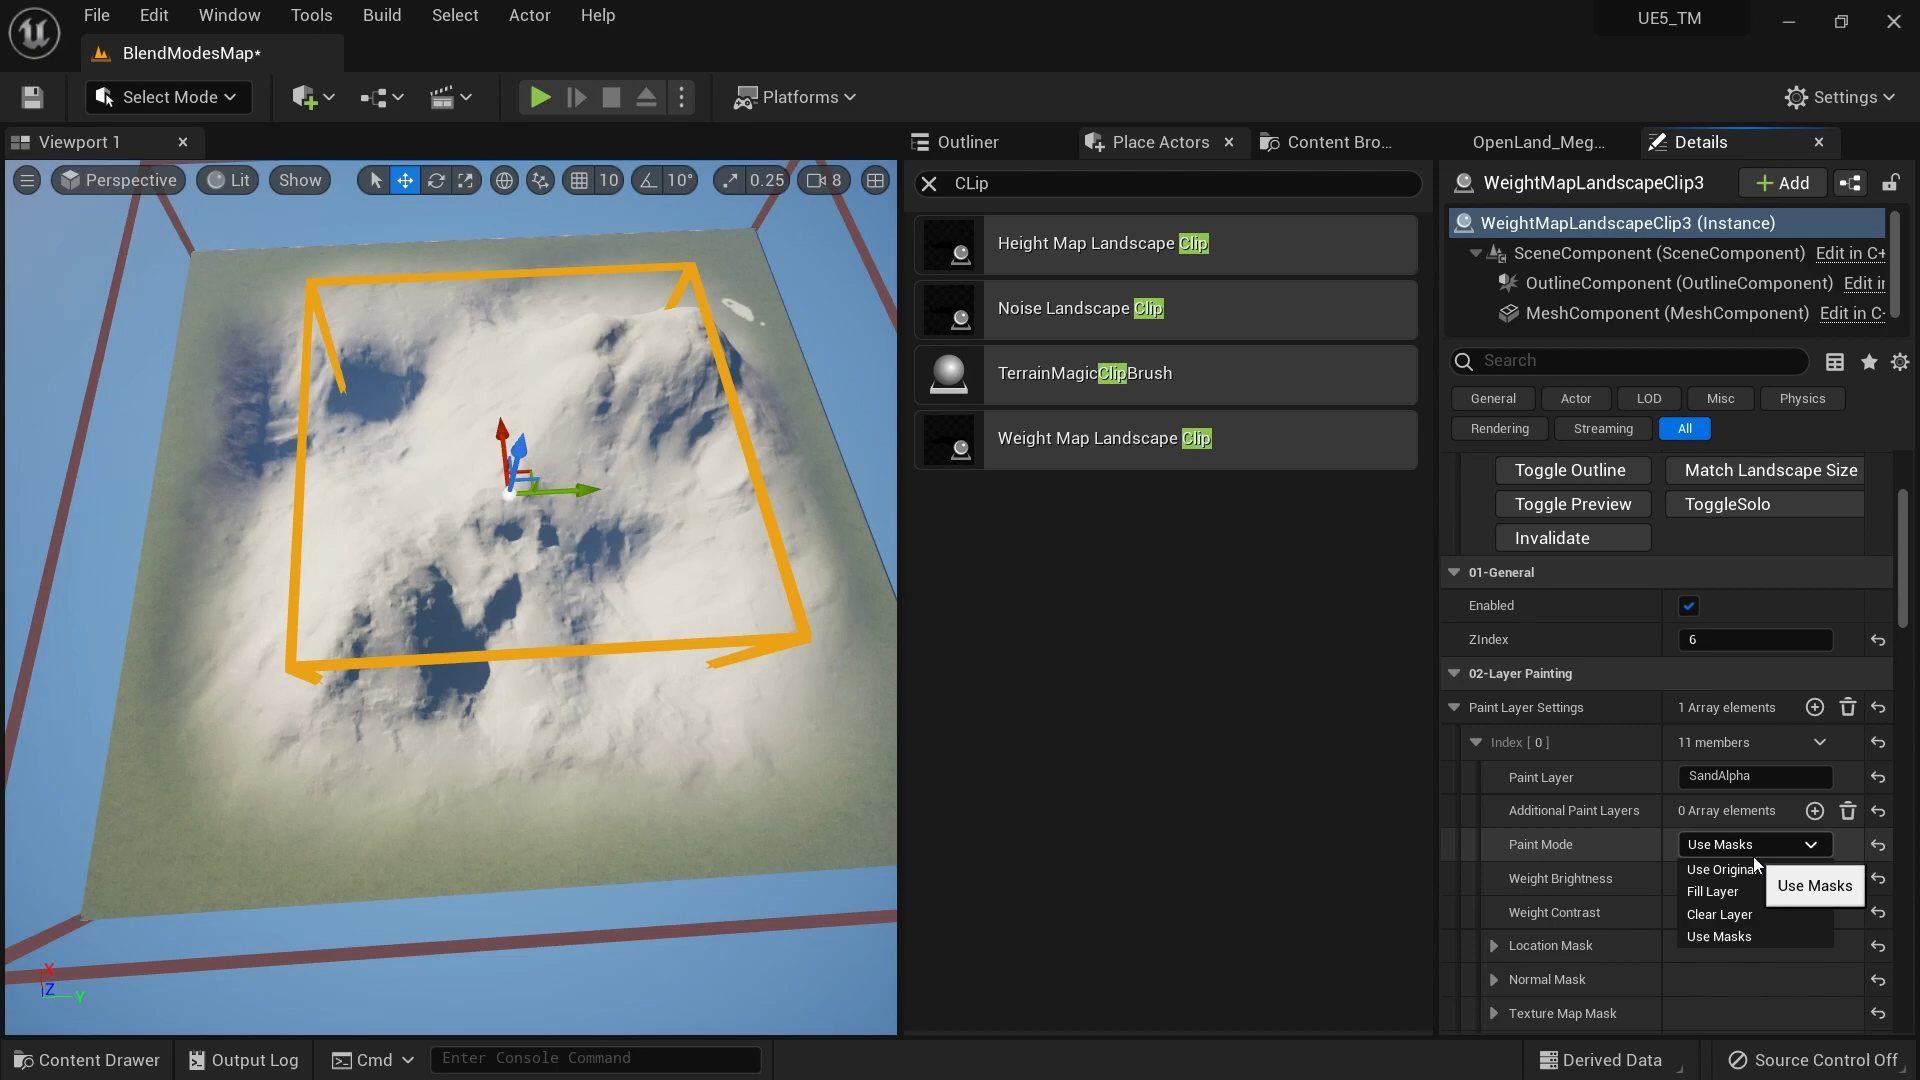 File Edit Window Tools Build Select Actor Help
UE5_TM
BlendModesMap*
Select Mode
Platforms
Settings
Viewport 1
Outliner
Place Actors
Content Bro...
OpenLand_Meg...
Details
Perspective
Lit
Show
10
10°
0.25
8
CLip
Height Map Landscape Clip
Noise Landscape Clip
TerrainMagicClipBrush
Weight Map Landscape Clip
WeightMapLandscapeClip3
Add
WeightMapLandscapeClip3 (Instance)
SceneComponent (SceneComponent) Edit in C+
OutlineComponent (OutlineComponent) Edit in
MeshComponent (MeshComponent) Edit in C
Search
General Actor LOD Misc Physics
Rendering Streaming All
Toggle Outline Match Landscape Size
Toggle Preview ToggleSolo
Invalidate
01-General
Enabled
ZIndex 6
02-Layer Painting
Paint Layer Settings 1 Array elements
Index [ 0 ] 11 members
Paint Layer SandAlpha
Additional Paint Layers 0 Array elements
Paint Mode Use Masks
Use Original
Use Masks
Weight Brightness
Fill Layer
Weight Contrast
Clear Layer
Use Masks
Location Mask
Normal Mask
Texture Map Mask
X
Z
Y
Content Drawer
Output Log
Cmd
Enter Console Command
Derived Data
Source Control Off